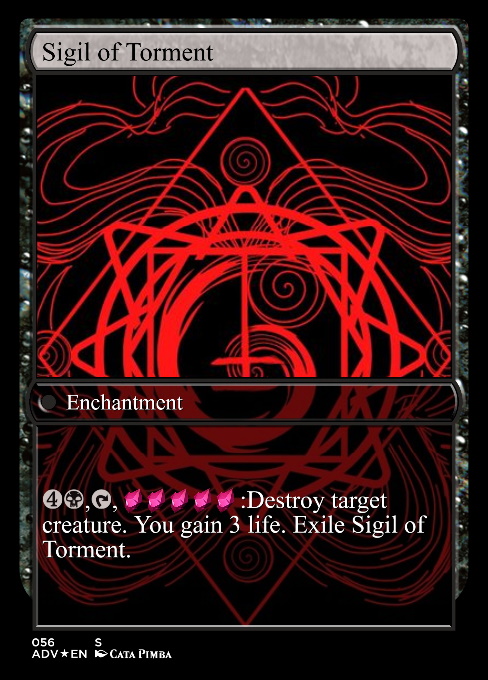 Sigil of Torment
Enchantment
4, , :Destroy target
creature. You gain 3 life. Exile Sigil of
Torment.
056 S
ADV★EN Cata Pimba